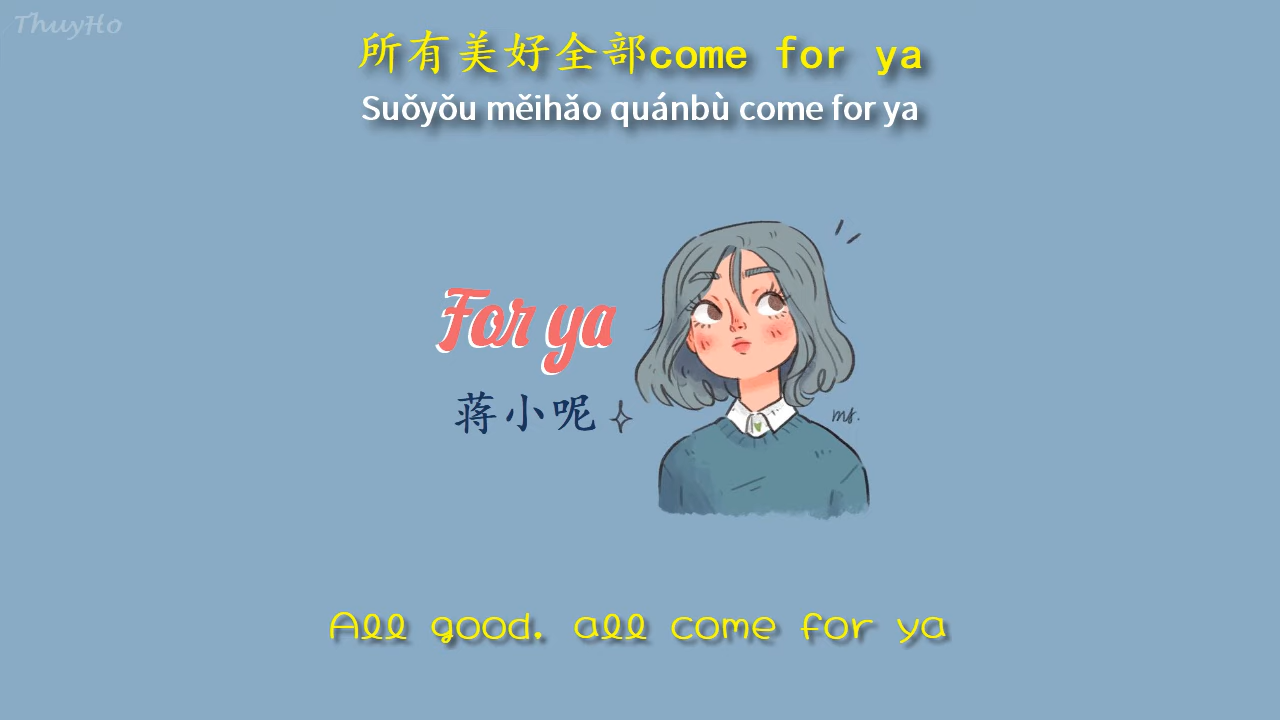 ThuyHo
所有美好全部come for ya
Suǒyǒu měihǎo quánbù come for ya
For ya
蒋小呢
ms.
All good. all come for ya